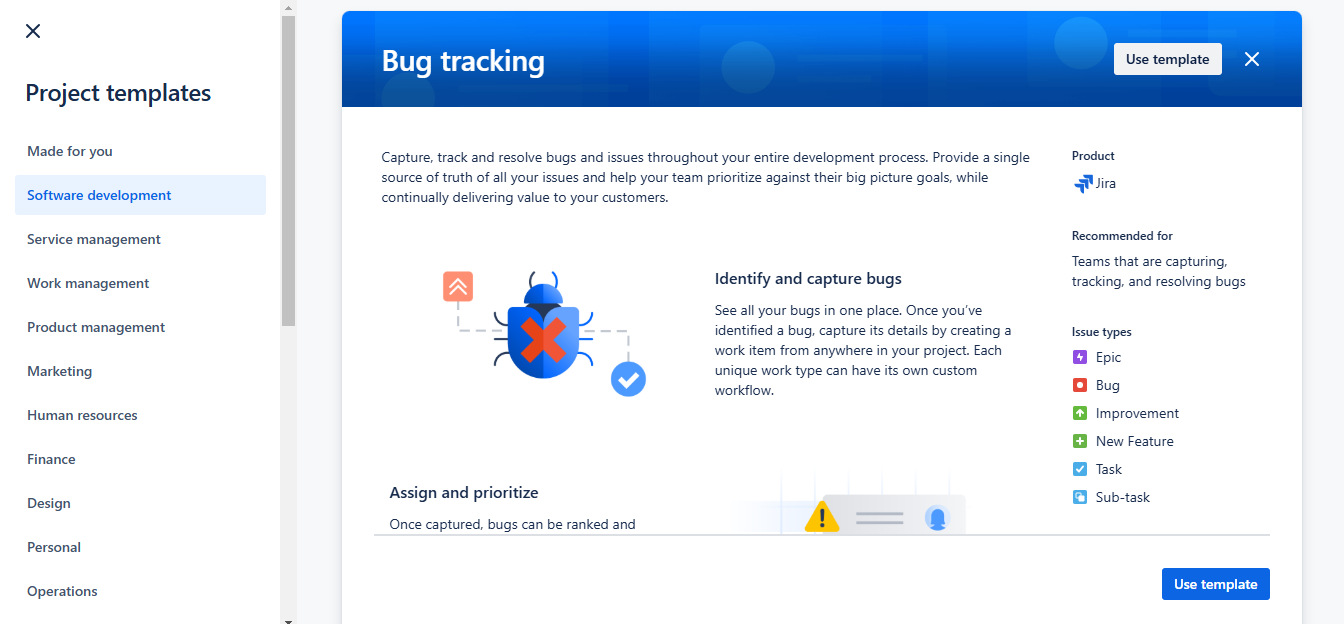 Project templates
Made for you
Software development
Service management
Work management
Product management
Marketing
Human resources
Finance
Design
Personal
Operations
Bug tracking
Use template
Capture, track and resolve bugs and issues throughout your entire development process. Provide a single
source of truth of all your issues and help your team prioritize against their big picture goals, while
continually delivering value to your customers.
Identify and capture bugs
See all your bugs in one place. Once you’ve
identified a bug, capture its details by creating a
work item from anywhere in your project. Each
unique work type can have its own custom
workflow.
Assign and prioritize
Once captured, bugs can be ranked and
Product
Jira
Recommended for
Teams that are capturing,
tracking, and resolving bugs
Issue types
Epic
Bug
Improvement
New Feature
Task
Sub-task
Use template